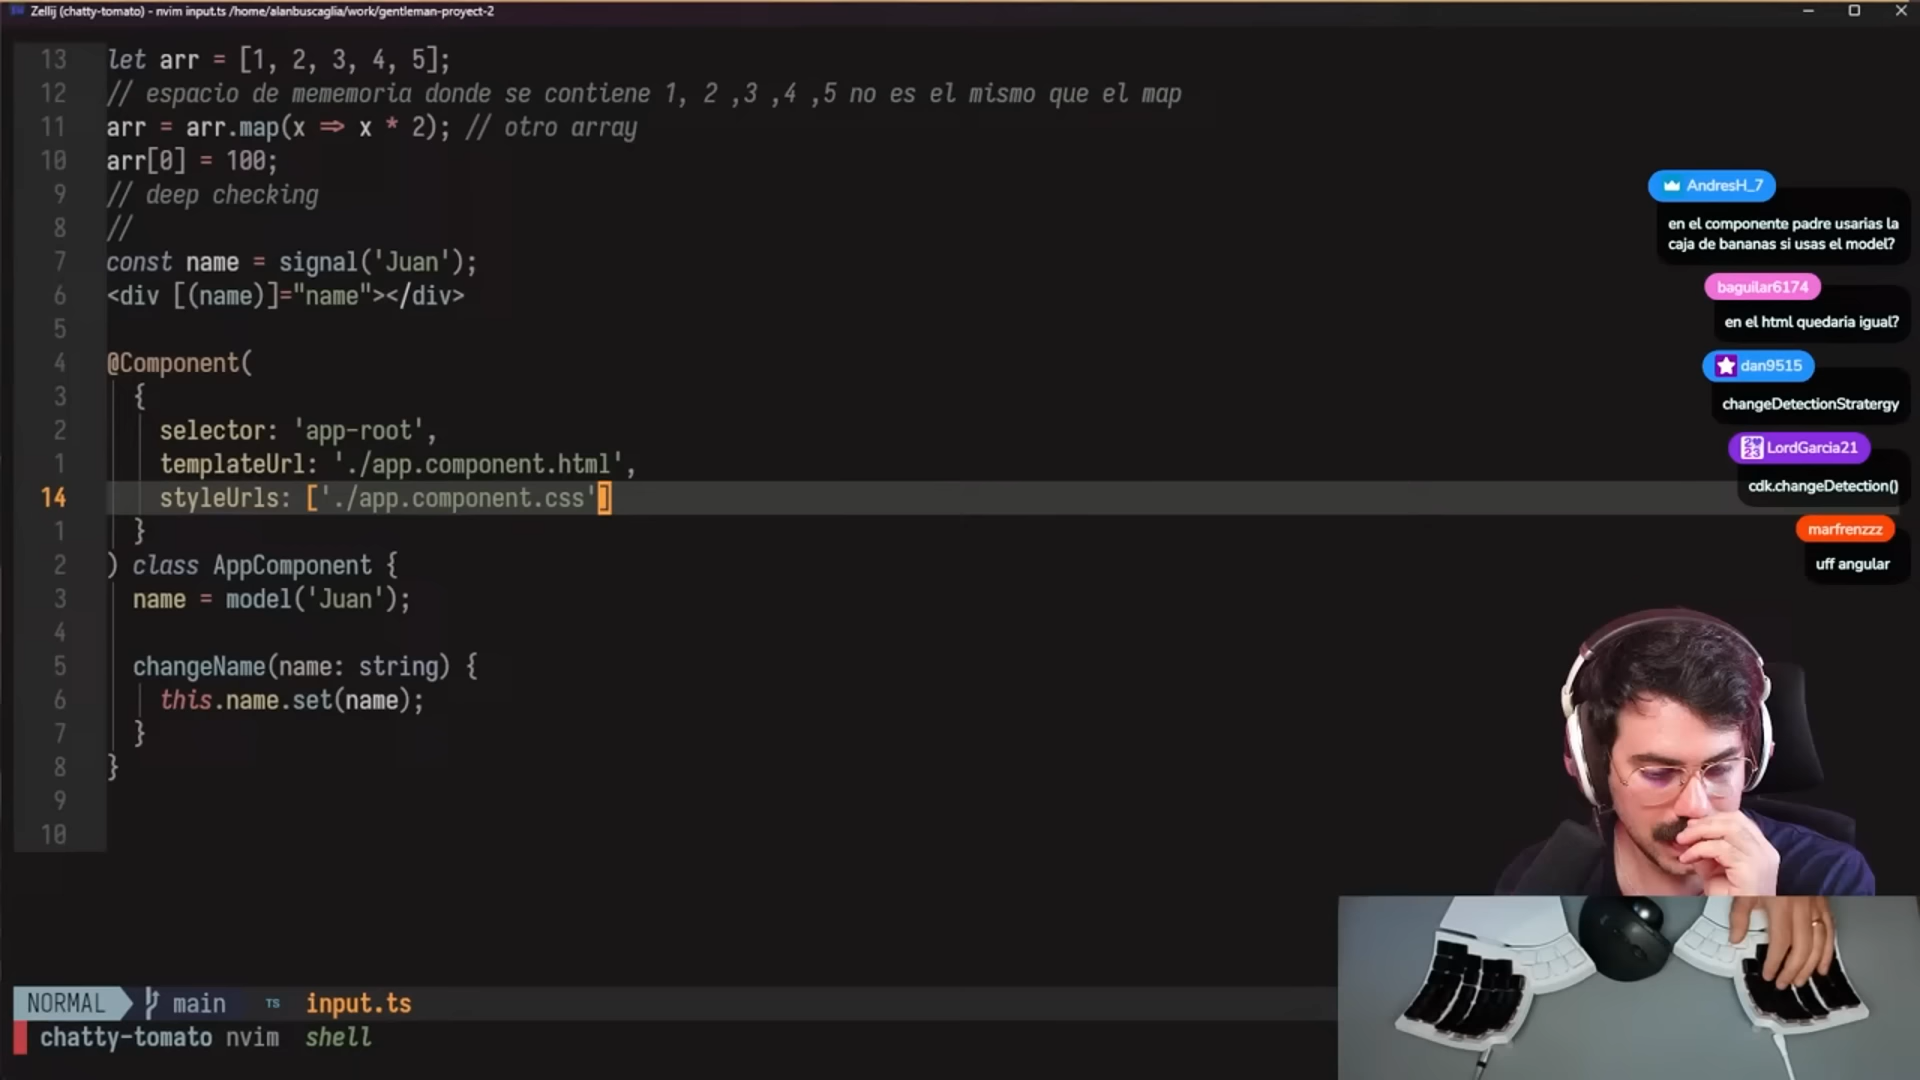 Zellij (chatty-tomato) - nvim input.ts /home/alanbuscaglia/work/gentleman-proyect-2
13 let arr = [1, 2, 3, 4, 5];
12 // espacio de mememoria donde se contiene 1, 2 ,3 ,4 ,5 no es el mismo que el map
11 arr = arr.map(x => x * 2); // otro array
10 arr[0] = 100;
9 // deep checking
8 //
7 const name = signal('Juan');
6 <div [(name)]="name"></div>
5
4 @Component(
3 {
2 selector: 'app-root',
1 templateUrl: './app.component.html',
14 styleUrls: ['./app.component.css']
1 }
2 ) class AppComponent {
3 name = model('Juan');
4
5 changeName(name: string) {
6 this.name.set(name);
7 }
8 }
9
10
AndresH_7
en el componente padre usarias la
caja de bananas si usas el model?
baguilar6174
en el html quedaria igual?
dan9515
changeDetectionStratergy
LordGarcia21
cdk.changeDetection()
marfrenzzz
uff angular
NORMAL main TS input.ts
chatty-tomato nvim shell